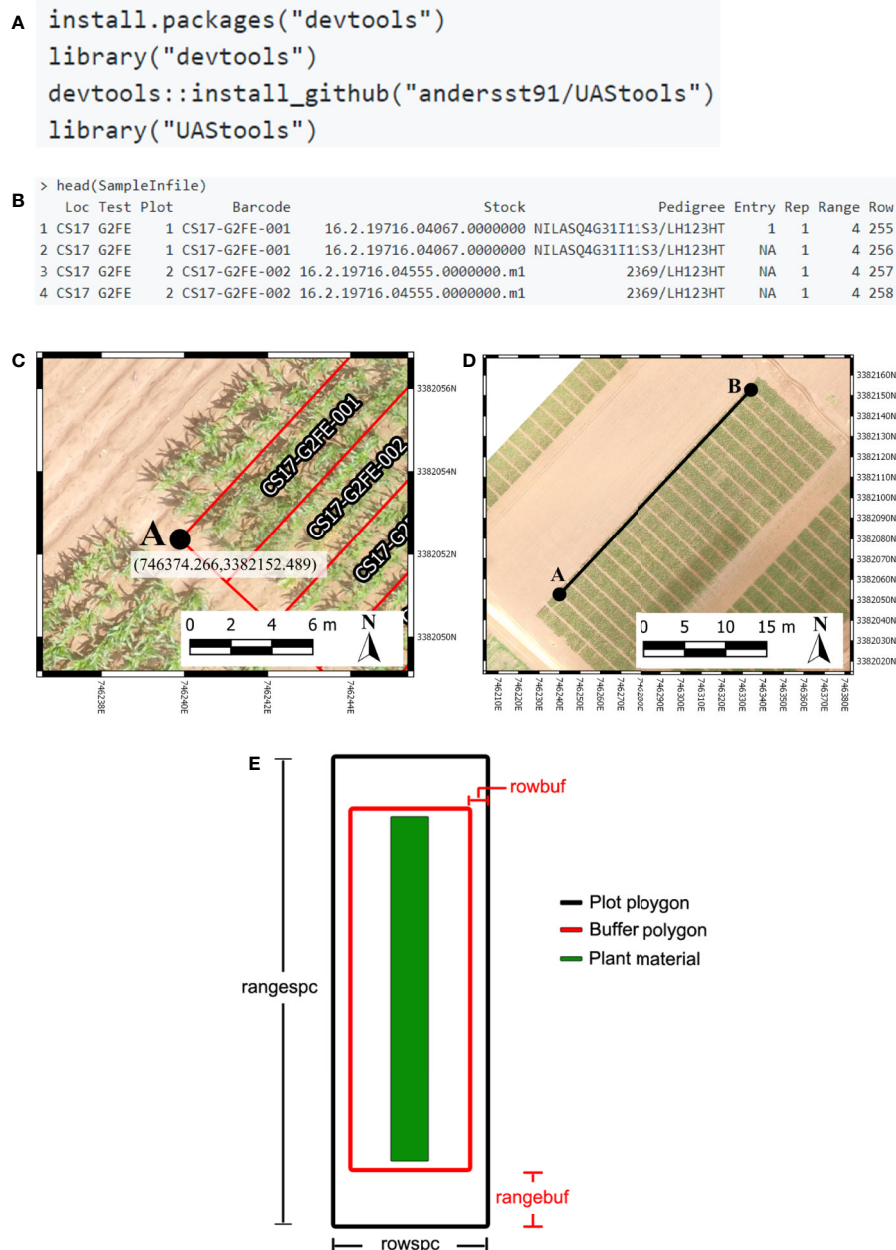 A
install.packages("devtools")
library("devtools")
devtools::install_github("andersst91/UAStools")
library("UAStools")
B
> head(SampleInfile)
Loc Test Plot Barcode Stock Pedigree Entry Rep Range Row
1 CS17 G2FE 1 CS17-G2FE-001 16.2.19716.04067.0000000 NILASQ4G31I11S3/LH123HT 1 1 4 255
2 CS17 G2FE 1 CS17-G2FE-001 16.2.19716.04067.0000000 NILASQ4G31I11S3/LH123HT NA 1 4 256
3 CS17 G2FE 2 CS17-G2FE-002 16.2.19716.04555.0000000.m1 2369/LH123HT NA 1 4 257
4 CS17 G2FE 2 CS17-G2FE-002 16.2.19716.04555.0000000.m1 2369/LH123HT NA 1 4 258
C
CS17-G2FE-001
CS17-G2FE-002
CS17-G2F
A
(746374.266,3382152.489)
0 2 4 6 m
N
3382056N
3382054N
3382052N
3382050N
746238E
746240E
746242E
746244E
D
B
A
0 5 10 15 m
N
3382160N
3382150N
3382140N
3382130N
3382120N
3382110N
3382100N
3382090N
3382080N
3382070N
3382060N
3382050N
3382040N
3382030N
3382020N
746210E
746220E
746230E
746240E
746250E
746260E
746270E
746280E
746290E
746300E
746310E
746320E
746330E
746340E
746350E
746360E
746370E
746380E
E
rowbuf
Plot ploygon
Buffer polygon
Plant material
rangespc
rangebuf
rowspc